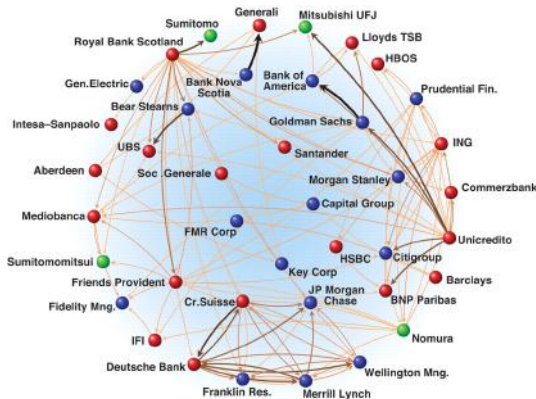 Generali
Sumitomo
Mitsubishi UFJ
Royal Bank Scotland
Lloyds TSB
HBOS
Gen.Electric
Bank Nova
Scotia
Bank of
America
Prudential Fin.
Bear Stearns
Goldman Sachs
Intesa-Sanpaolo
UBS
Santander
ING
Aberdeen
Soc .Generale
Morgan Stanley
Commerzbank
Mediobanca
Capital Group
FMR Corp
Unicredito
Sumitomomitsui
HSBC
Citigroup
Key Corp
Friends Provident
Barclays
Cr.Suisse
JP Morgan
Chase
BNP Paribas
Fidelity Mng.
IFI
Nomura
Deutsche Bank
Wellington Mng.
Franklin Res.
Merrill Lynch